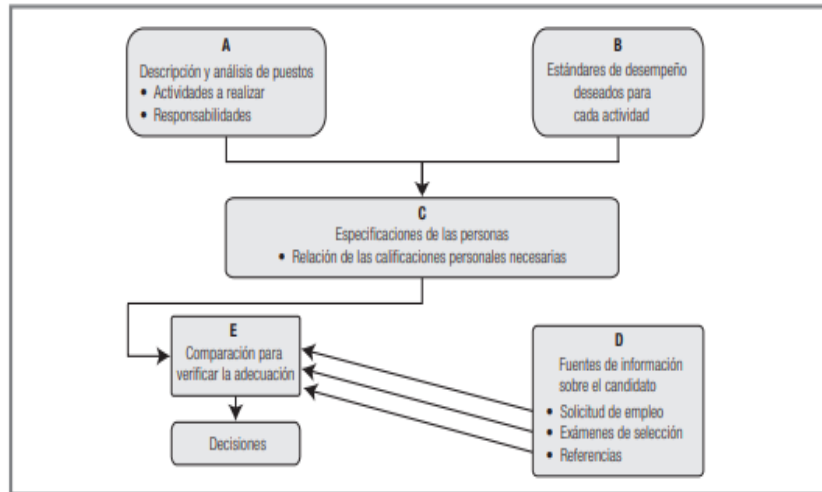 A
Descripción y análisis de puestos
• Actividades a realizar
• Responsabilidades
B
Estándares de desempeño
deseados para
cada actividad
C
Especificaciones de las personas
• Relación de las calificaciones personales necesarias
E
Comparación para
verificar la adecuación
D
Fuentes de información
sobre el candidato
• Solicitud de empleo
• Exámenes de selección
• Referencias
Decisiones